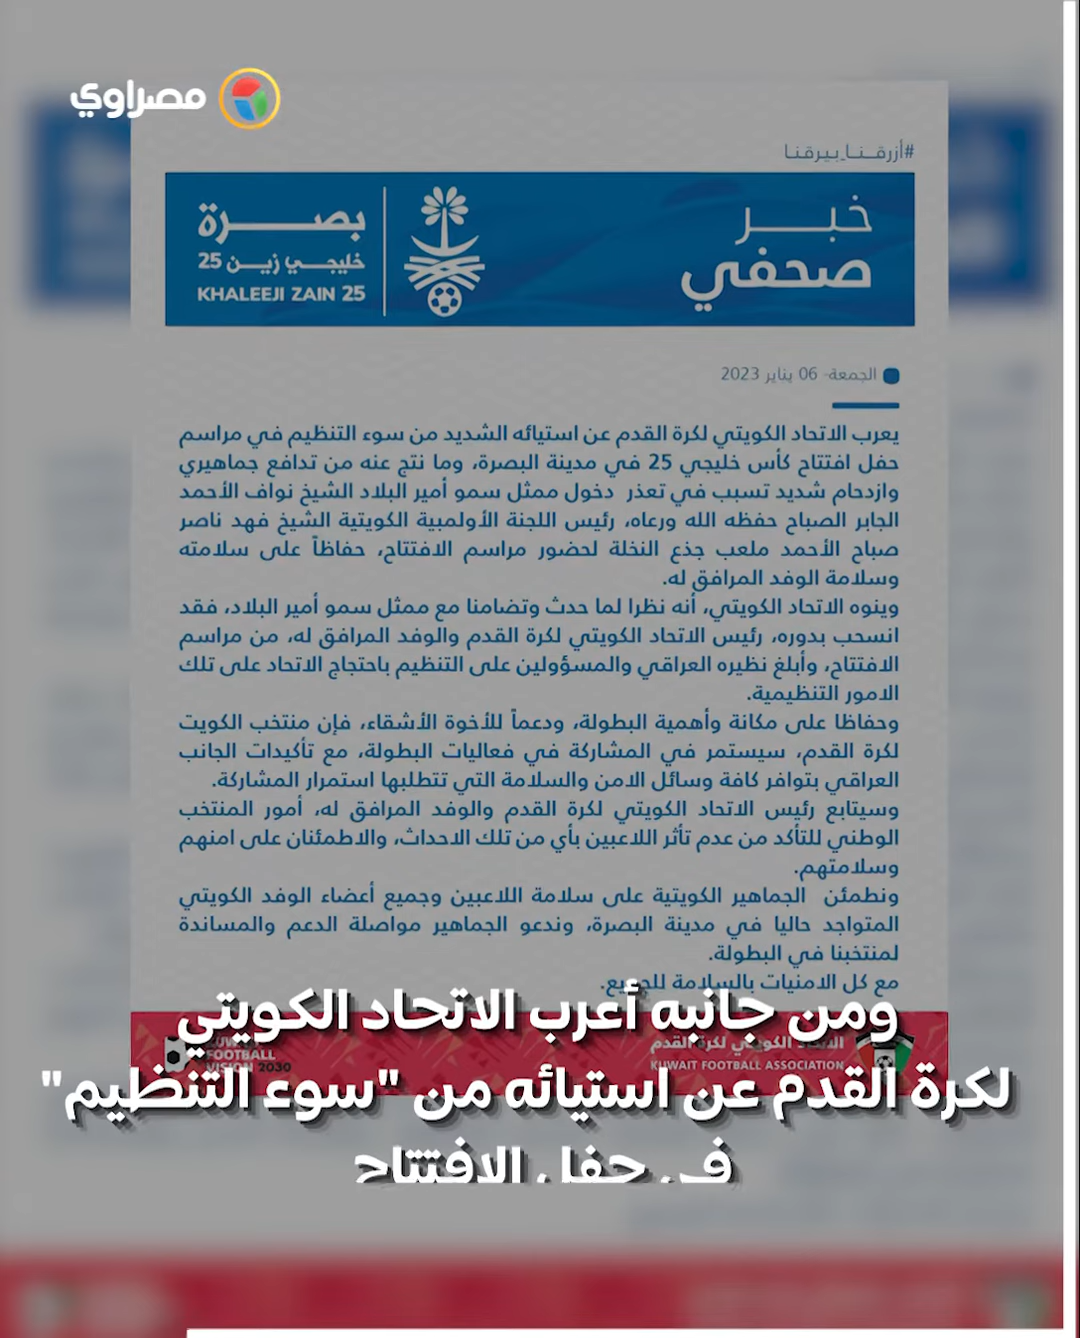 مصراوي
#أزرقنا_بيرقنا
خبر
صحفي
بصرة
خليجي زين 25
KHALEEJI ZAIN 25
الجمعة- 06 يناير 2023
يعرب الاتحاد الكويتي لكرة القدم عن استيائه الشديد من سوء التنظيم في مراسم
حفل افتتاح كأس خليجي 25 في مدينة البصرة، وما نتج عنه من تدافع جماهيري
وازدحام شديد تسبب في تعذر دخول ممثل سمو أمير البلاد الشيخ نواف الأحمد
الجابر الصباح حفظه الله ورعاه، رئيس اللجنة الأولمبية الكويتية الشيخ فهد ناصر
صباح الأحمد ملعب جذع النخلة لحضور مراسم الافتتاح، حفاظاً على سلامته
وسلامة الوفد المرافق له.
وينوه الاتحاد الكويتي، أنه نظرا لما حدث وتضامنا مع ممثل سمو أمير البلاد، فقد
انسحب بدوره، رئيس الاتحاد الكويتي لكرة القدم والوفد المرافق له، من مراسم
الافتتاح، وأبلغ نظيره العراقي والمسؤولين على التنظيم باحتجاج الاتحاد على تلك
الامور التنظيمية.
وحفاظا على مكانة وأهمية البطولة، ودعماً للأخوة الأشقاء، فإن منتخب الكويت
لكرة القدم، سيستمر في المشاركة في فعاليات البطولة، مع تأكيدات الجانب
العراقي بتوافر كافة وسائل الامن والسلامة التي تتطلبها استمرار المشاركة.
وسيتابع رئيس الاتحاد الكويتي لكرة القدم والوفد المرافق له، أمور المنتخب
الوطني للتأكد من عدم تأثر اللاعبين بأي من تلك الاحداث، والاطمئنان على امنهم
وسلامتهم.
ونطمئن الجماهير الكويتية على سلامة اللاعبين وجميع أعضاء الوفد الكويتي
المتواجد حاليا في مدينة البصرة، وندعو الجماهير مواصلة الدعم والمساندة
لمنتخبنا في البطولة.
مع كل الامنيات بالسلامة للجميع.
ومن جانبه أعرب الاتحاد الكويتي
لكرة القدم عن استيائه من "سوء التنظيم"
في حفل الافتتاح
الاتحاد الكويتي لكرة القدم
KUWAIT FOOTBALL ASSOCIATION
KUWAIT
FOOTBALL
VISION 2030